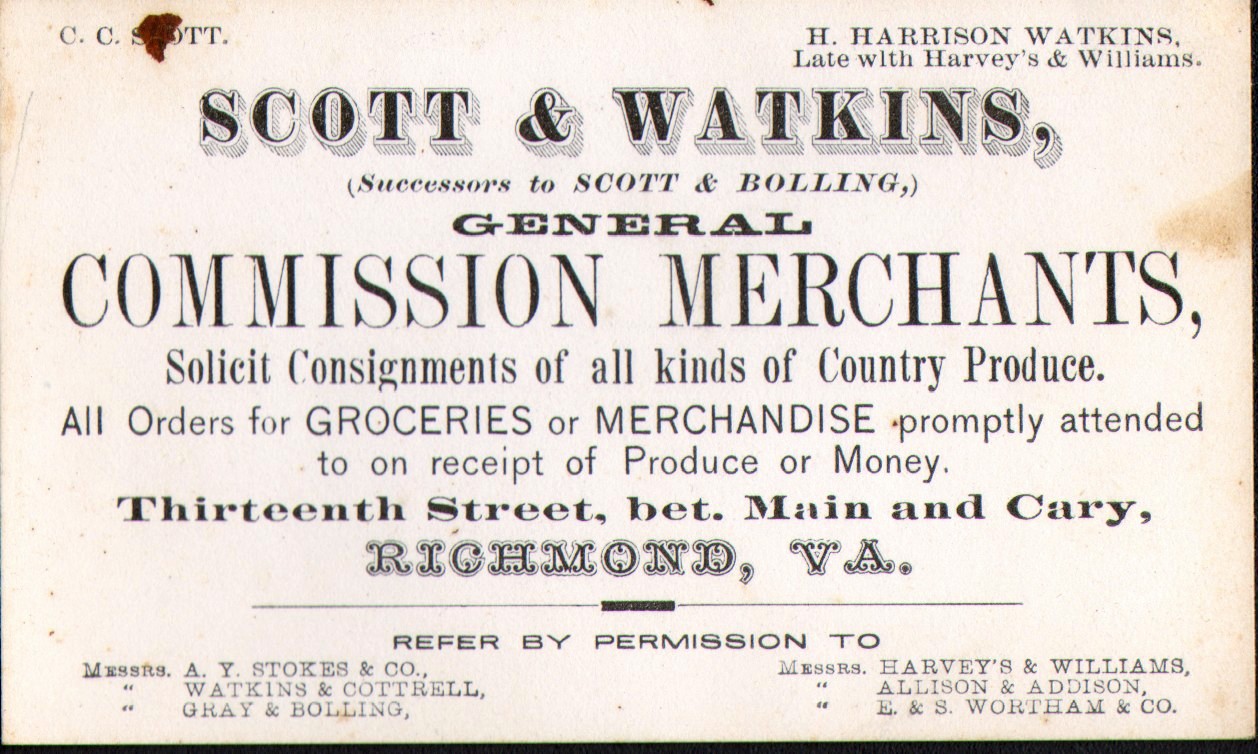 C. C. SCOTT.
H. HARRISON WATKINS,
Late with Harvey's & Williams.
SCOTT & WATKINS,
(Successors to SCOTT & BOLLING,)
GENERAL
COMMISSION MERCHANTS,
Solicit Consignments of all kinds of Country Produce.
All Orders for GROCERIES or MERCHANDISE promptly attended
to on receipt of Produce or Money.
Thirteenth Street, bet. Main and Cary,
RICHMOND, VA.
REFER BY PERMISSION TO
MESSRS. A. Y. STOKES & CO.,
“ WATKINS & COTTRELL,
“ GRAY & BOLLING,
MESSRS. HARVEY'S & WILLIAMS,
“ ALLISON & ADDISON,
“ E. & S. WORTHAM & CO.